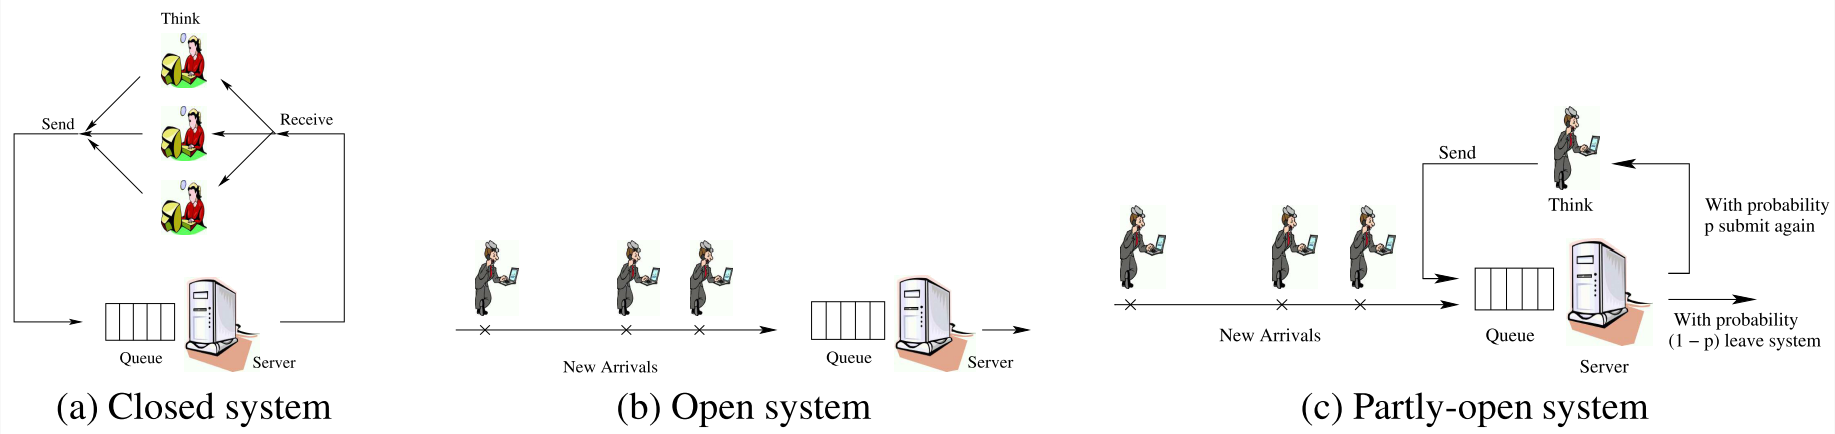 Think
Send
Receive
Queue
Server
(a) Closed system
New Arrivals
Queue
Server
(b) Open system
Send
Think
With probability
p submit again
New Arrivals
Queue
With probability
(1 − p) leave system
Server
(c) Partly-open system